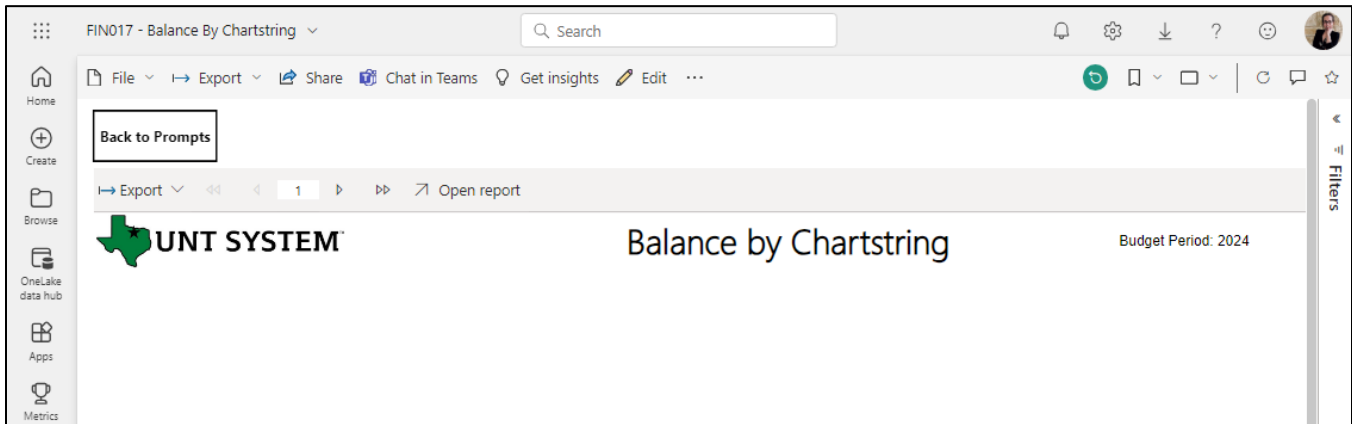 FIN017 - Balance By Chartstring
Search
?
File
Export
Share
Chat in Teams
Get insights
Edit
...
Home
Create
Browse
OneLake
data hub
Apps
Metrics
Back to Prompts
Export
1
Open report
Filters
UNT SYSTEM
Balance by Chartstring
Budget Period: 2024